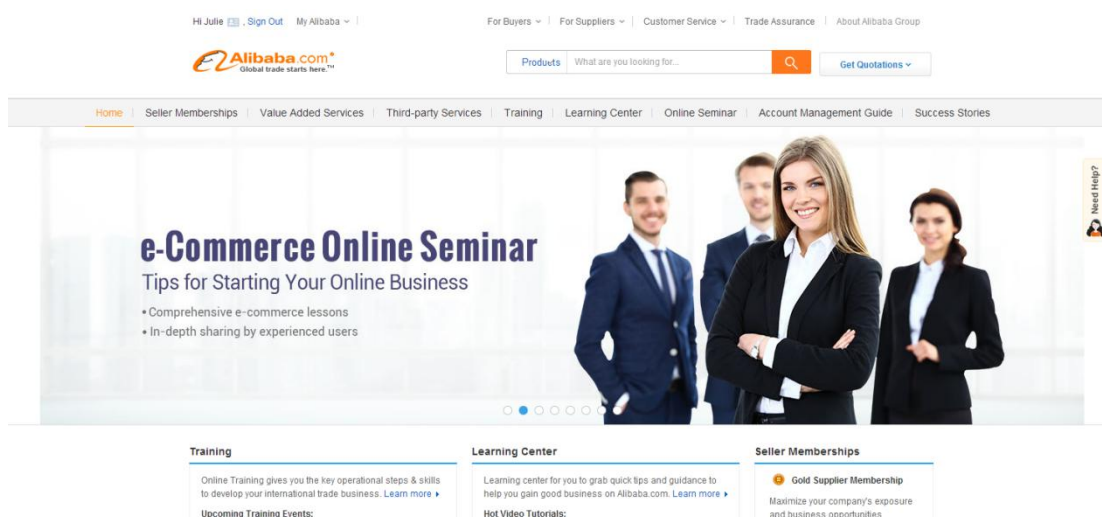 Hi Julie , Sign Out My Alibaba For Buyers For Suppliers Customer Service Trade Assurance About Alibaba Group
Alibaba.com®
Global trade starts here.™
Products What are you looking for... Get Quotations
Home Seller Memberships Value Added Services Third-party Services Training Learning Center Online Seminar Account Management Guide Success Stories
Need Help?
e-Commerce Online Seminar
Tips for Starting Your Online Business
• Comprehensive e-commerce lessons
• In-depth sharing by experienced users
Training
Online Training gives you the key operational steps & skills
to develop your international trade business. Learn more
Upcoming Training Events:
Learning Center
Learning center for you to grab quick tips and guidance to
help you gain good business on Alibaba.com. Learn more
Hot Video Tutorials:
Seller Memberships
Gold Supplier Membership
Maximize your company's exposure
and business opportunities